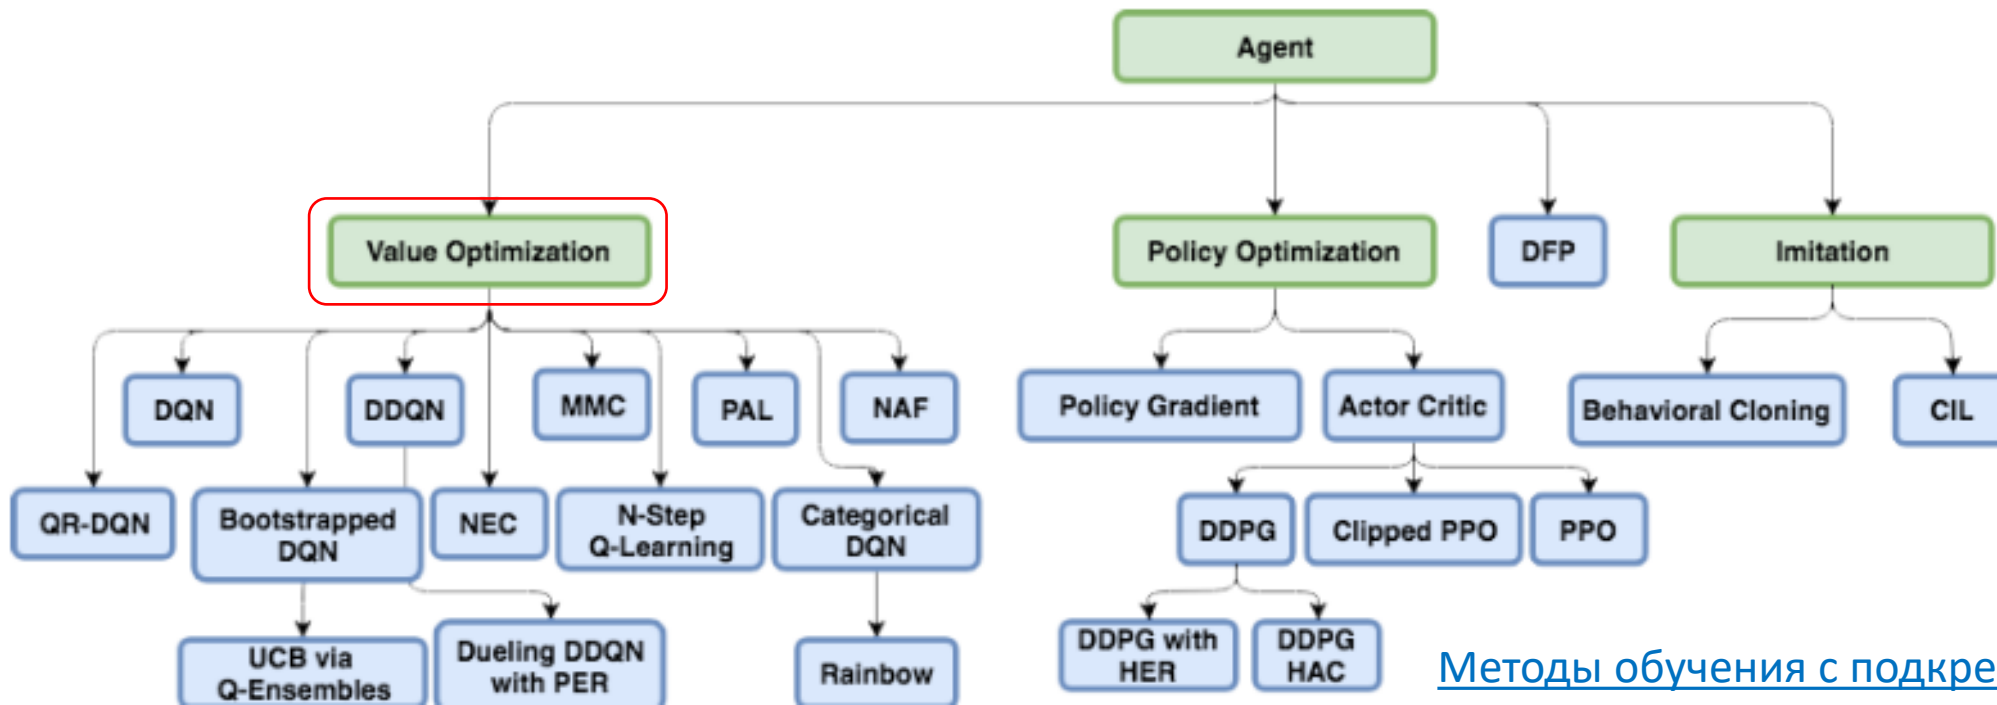 Agent
Value Optimization
Policy Optimization
DFP
Imitation
DQN
DDQN
MMC
PAL
NAF
Policy Gradient
Actor Critic
Behavioral Cloning
CIL
QR-DQN
Bootstrapped
DQN
NEC
N-Step
Q-Learning
Categorical
DQN
DDPG
Clipped PPO
PPO
UCB via
Q-Ensembles
Dueling DDQN
with PER
Rainbow
DDPG with
HER
DDPG
HAC
Методы обучения с подкре